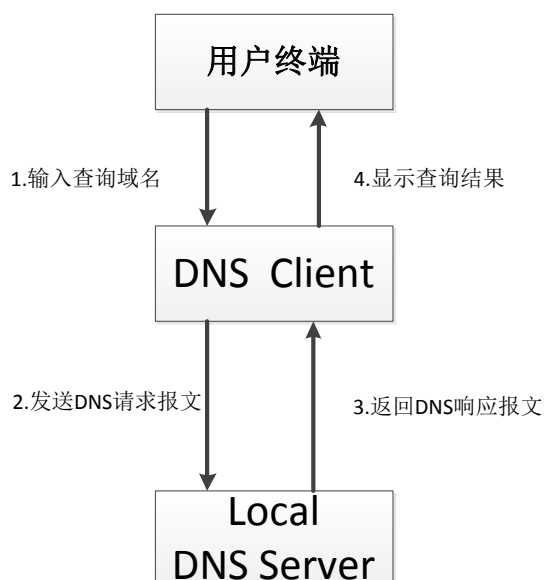 用户终端
1.输入查询域名
4.显示查询结果
DNS Client
2.发送DNS请求报文
3.返回DNS响应报文
Local
DNS Server